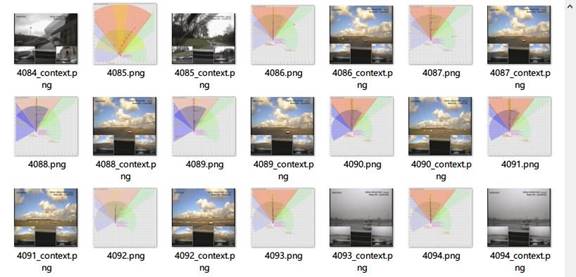 4084_context.p 4085.png 4085_context.p 4086.png 4086_context.p 4087.png 4087_context.p
ng ng ng ng
4088.png 4088_context.p 4089.png 4089_context.p 4090.png 4090_context.p 4091.png
ng ng ng
4091_context.p 4092.png 4092_context.p 4093.png 4093_context.p 4094.png 4094_context.p
ng ng ng ng